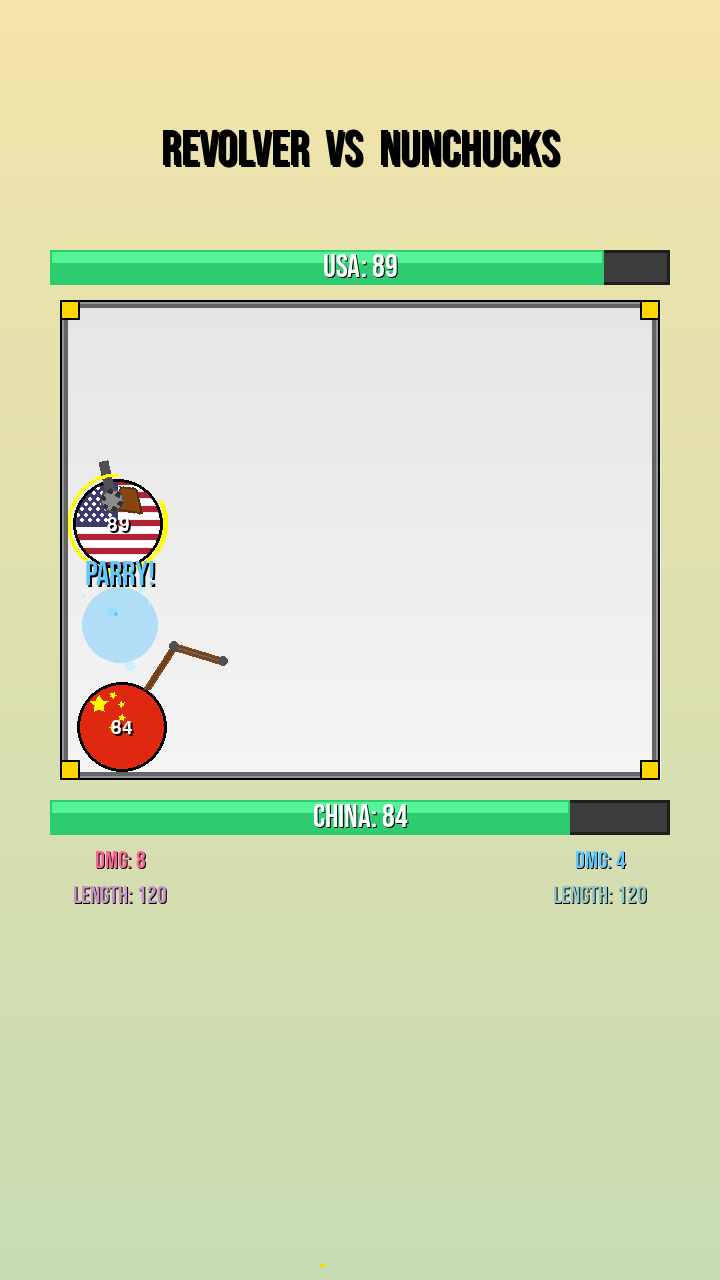 REVOLVER VS NUNCHUCKS
USA: 89
89
PARRY!
84
CHINA: 84
DMG: 8
DMG: 4
LENGTH: 120
LENGTH: 120